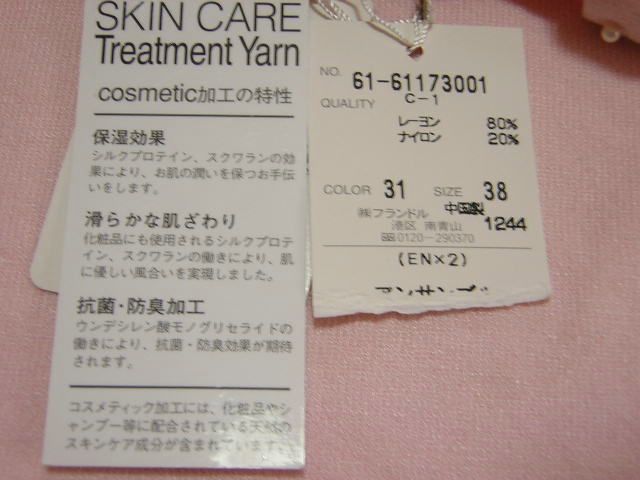 SKIN CARE
Treatment Yarn
cosmetic加工の特性
保湿効果
シルクプロテイン、スクワランの効
果により、お肌の潤いを保つお手伝
いをします。
滑らかな肌ざわり
化粧品にも使用されるシルクプロテ
イン、スクワランの働きにより、肌
に優しい風合いを実現しました。
抗菌・防臭加工
ウンデシレン酸モノグリセライドの
働きにより、抗菌・防臭効果が期待
されます。
コスメティック加工には、化粧品やシ
ャンプー等に配合されている天然の
スキンケア成分が含まれています。
NO. 61-61173001
C-1
QUALITY
レーヨン 80%
ナイロン 20%
COLOR 31 SIZE 38
㈱フランドル 中国製
港区 南青山 1244
0120-290370
(EN×2)
アンサンブル